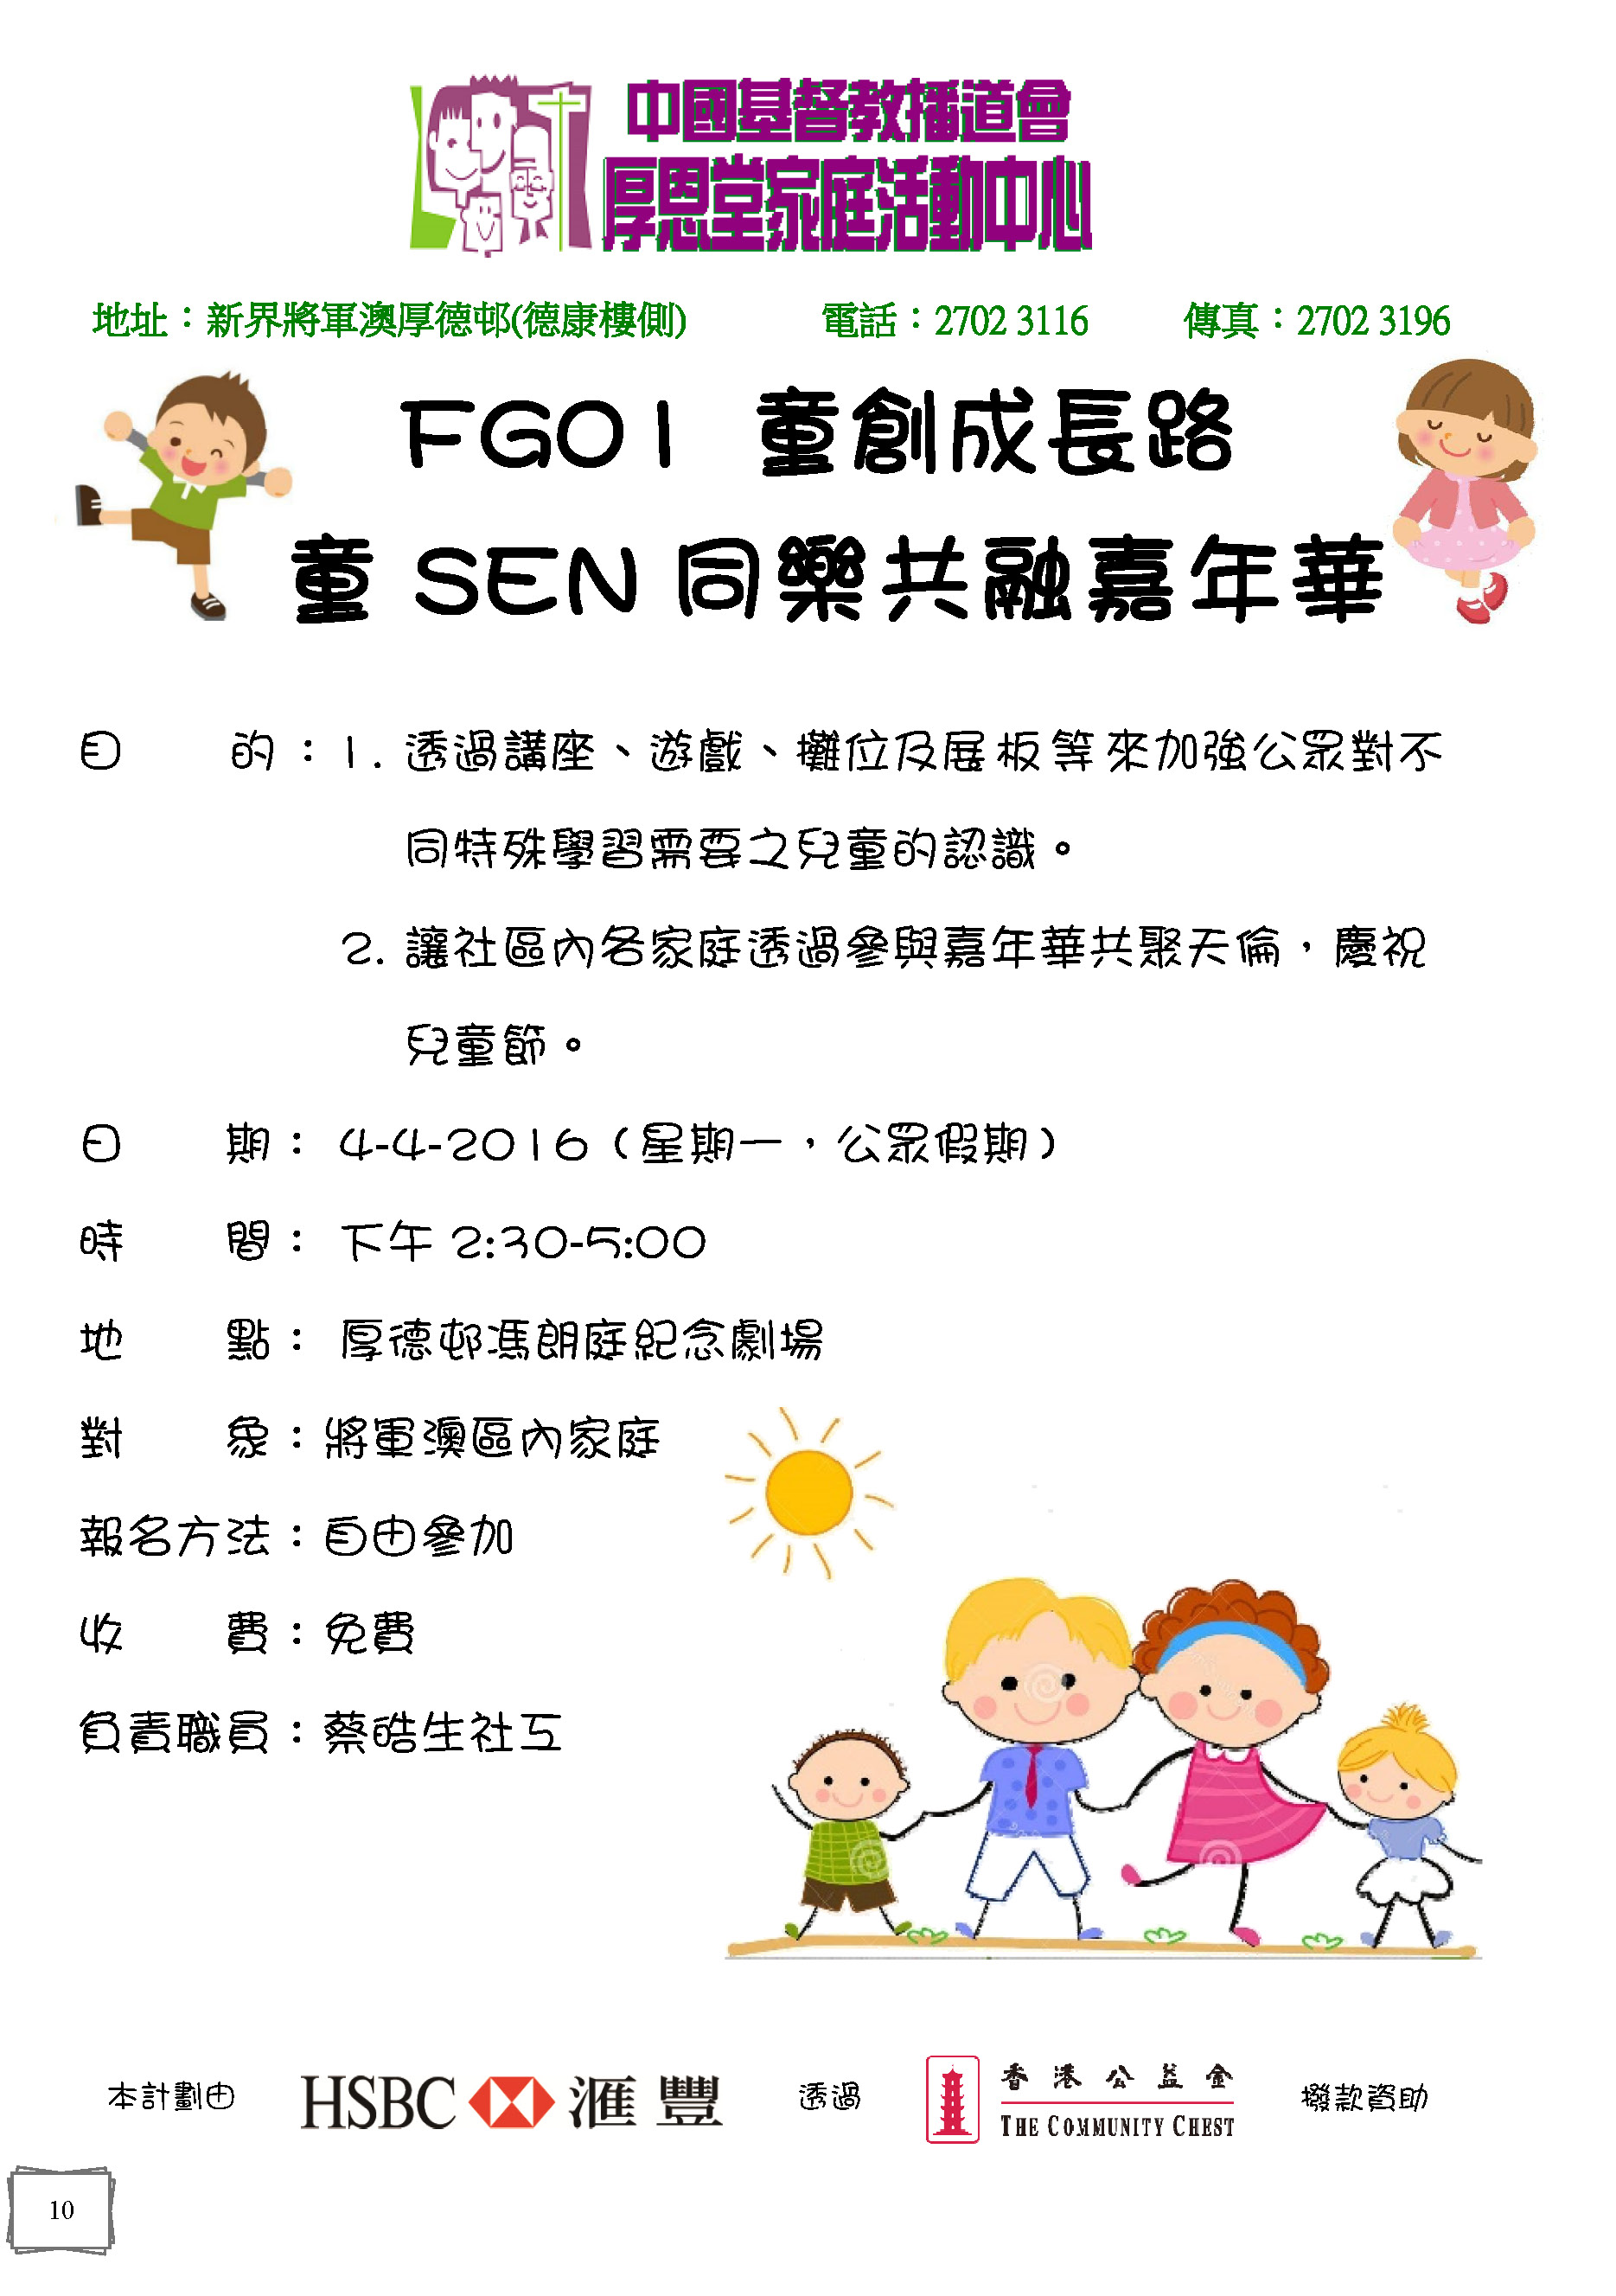 中國基督教播道會
厚恩堂家庭活動中心
地址：新界將軍澳厚德邨(德康樓側) 電話：2702 3116 傳真：2702 3196
FG01 童創成長路
童 SEN 同樂共融嘉年華
目 的：1. 透過講座、遊戲、攤位及展板等來加強公眾對不
同特殊學習需要之兒童的認識。
2. 讓社區內各家庭透過參與嘉年華共聚天倫，慶祝
兒童節。
日 期： 4-4-2016（星期一，公眾假期）
時 間： 下午 2:30-5:00
地 點： 厚德邨馮朗庭紀念劇場
對 象：將軍澳區內家庭
報名方法：自由參加
收 費：免費
負責職員：蔡皓生社工
本計劃由 HSBC 滙豐 透過 香港公益金 THE COMMUNITY CHEST 撥款資助
10